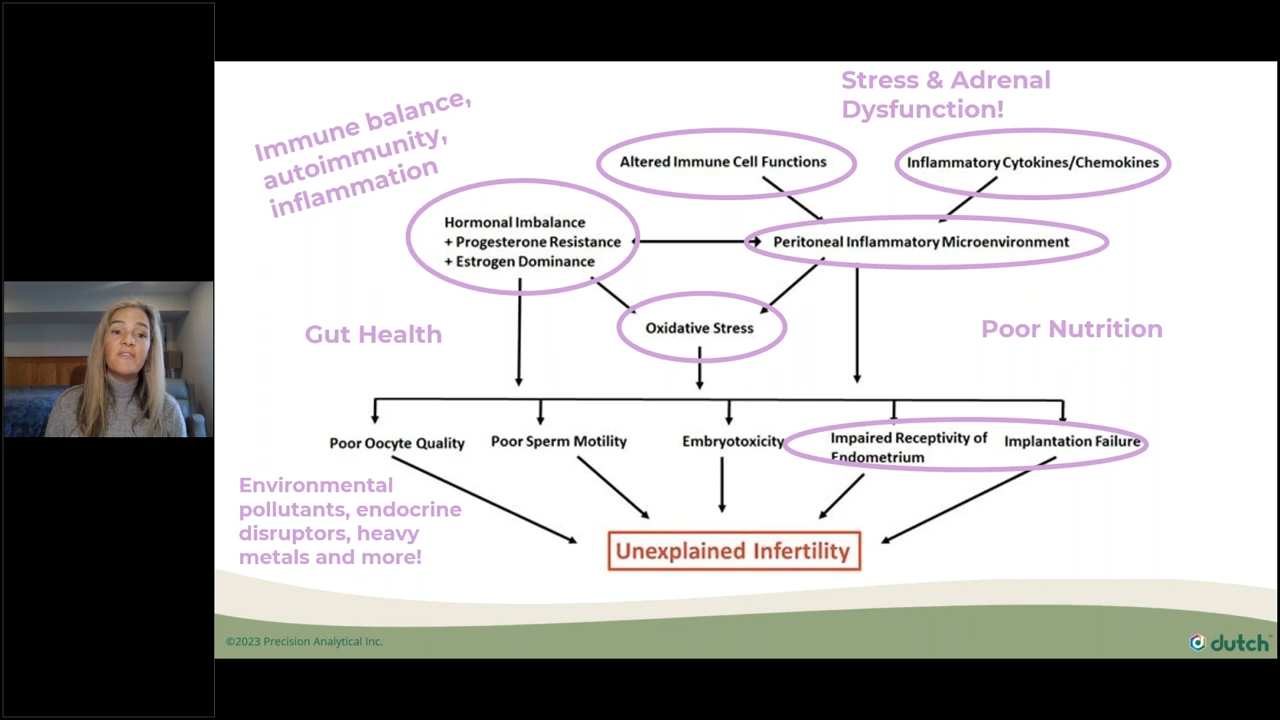 Stress & Adrenal
Dysfunction!
Immune balance,
autoimmunity,
inflammation
Altered Immune Cell Functions
Inflammatory Cytokines/Chemokines
Hormonal Imbalance
+ Progesterone Resistance
+ Estrogen Dominance
Peritoneal Inflammatory Microenvironment
Gut Health
Oxidative Stress
Poor Nutrition
Poor Oocyte Quality
Poor Sperm Motility
Embryotoxicity
Impaired Receptivity of
Endometrium
Implantation Failure
Environmental
pollutants, endocrine
disruptors, heavy
metals and more!
Unexplained Infertility
©2023 Precision Analytical Inc.
dutch